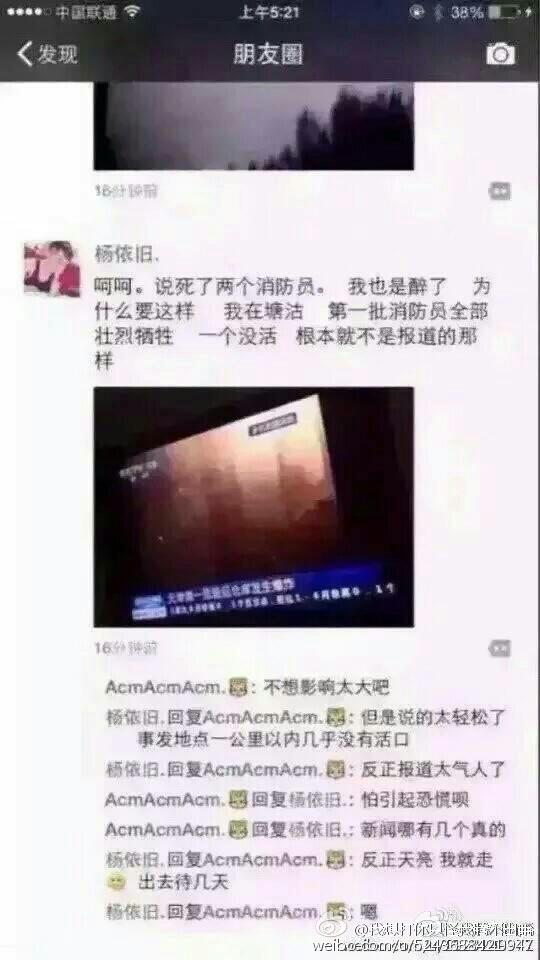 中国联通
上午5:21
38%
发现
朋友圈
16分钟前
杨依旧.
呵呵。说死了两个消防员。 我也是醉了 为
什么要这样 我在塘沽 第一批消防员全部
壮烈牺牲 一个没活 根本就不是报道的那
样
16分钟前
AcmAcmAcm.: 不想影响太大吧
杨依旧.回复AcmAcmAcm.: 但是说的太轻松了
事发地点一公里以内几乎没有活口
杨依旧.回复AcmAcmAcm.: 反正报道太气人了
AcmAcmAcm.回复杨依旧.: 怕引起恐慌呗
AcmAcmAcm.回复杨依旧.: 新闻哪有几个真的
杨依旧.回复AcmAcmAcm.: 反正天亮 我就走
出去待几天
杨依旧.回复AcmAcmAcm.: 嗯